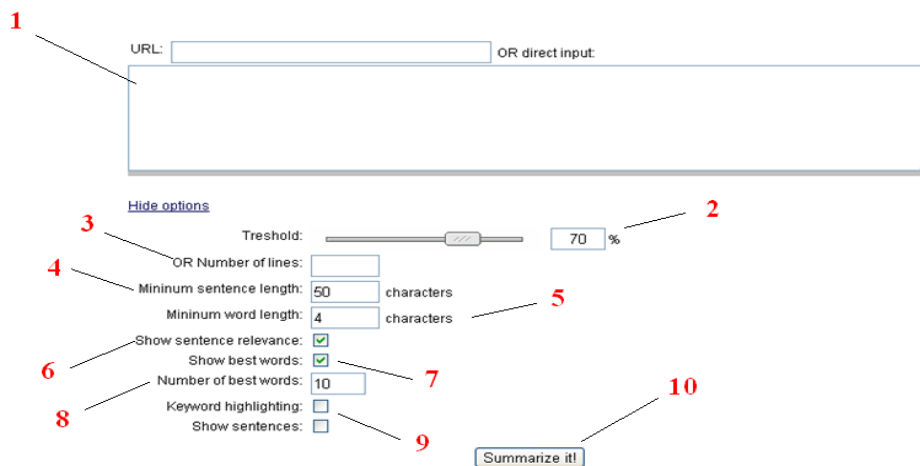 1
URL: OR direct input:
Hide options
2
3
Treshold: 70 %
OR Number of lines:
4
Mininum sentence length: 50 characters
5
Mininum word length: 4 characters
Show sentence relevance:
6
Show best words:
7
Number of best words: 10
8
Keyword highlighting:
10
9
Show sentences:
Summarize it!